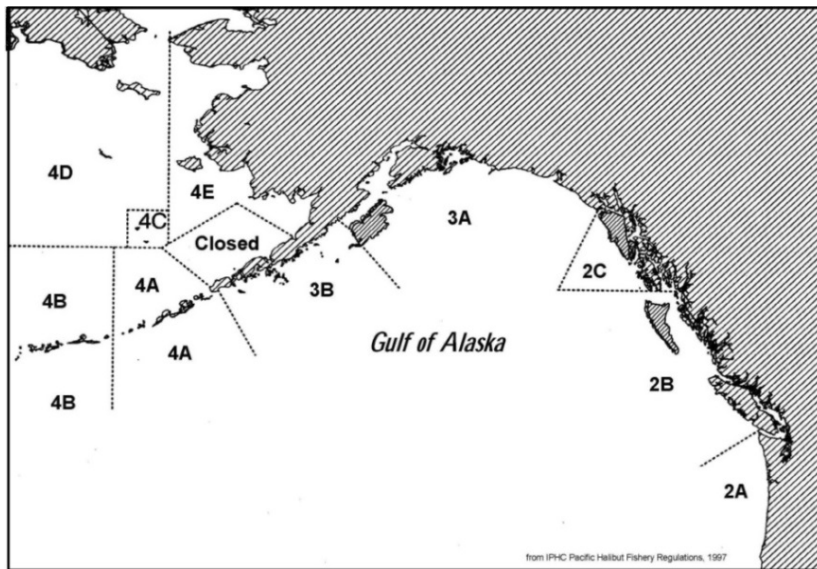 4D
4E
4C
3A
Closed
2C
4B
4A
3B
Gulf of Alaska
4A
4B
2B
2A
from IPHC Pacific Halibut Fishery Regulations, 1997